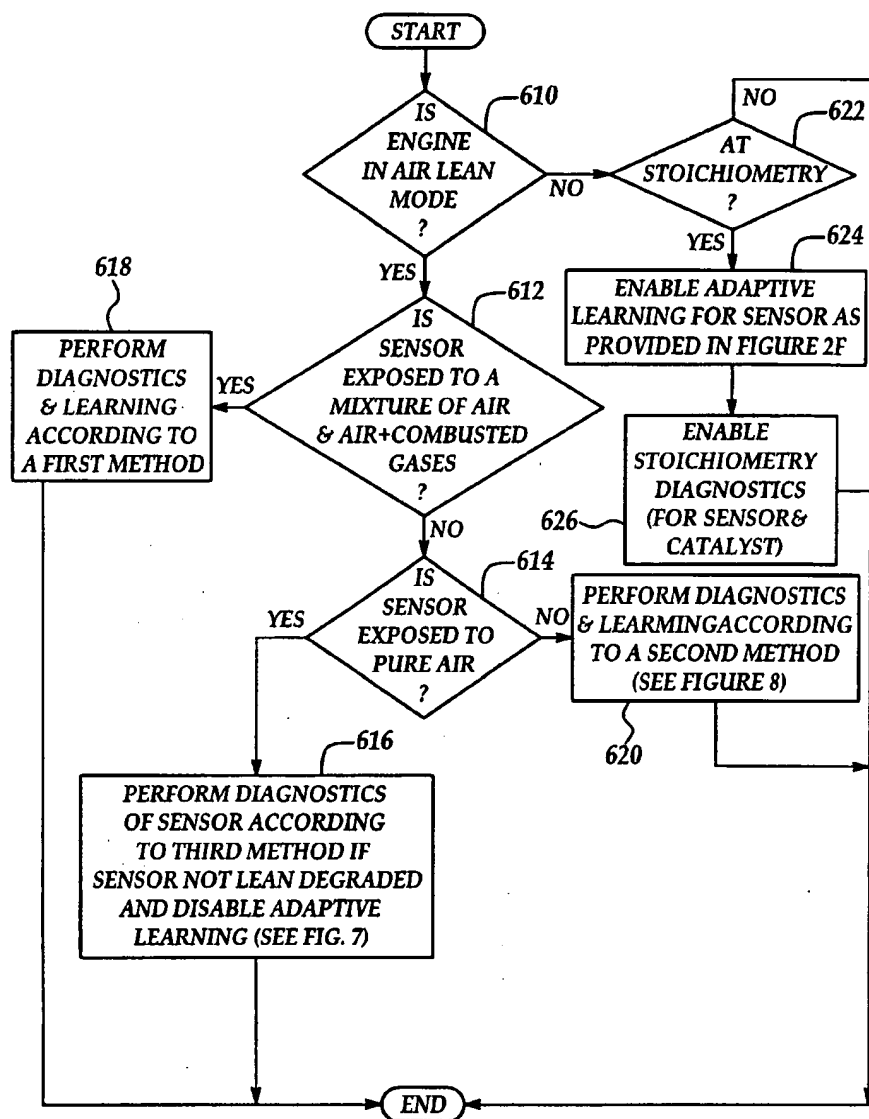 START
610
IS
ENGINE
IN AIR LEAN
MODE
?
NO
YES
NO
622
AT
STOICHIOMETRY
?
YES
624
ENABLE ADAPTIVE
LEARNING FOR SENSOR AS
PROVIDED IN FIGURE 2F
618
PERFORM
DIAGNOSTICS
& LEARNING
ACCORDING TO
A FIRST METHOD
YES
612
IS
SENSOR
EXPOSED TO A
MIXTURE OF AIR
& AIR+COMBUSTED
GASES
?
NO
ENABLE
STOICHIOMETRY
DIAGNOSTICS
(FOR SENSOR&
CATALYST)
626
614
IS
SENSOR
EXPOSED TO
PURE AIR
?
YES
NO
PERFORM DIAGNOSTICS
& LEARMINGACCORDING
TO A SECOND METHOD
(SEE FIGURE 8)
620
616
PERFORM DIAGNOSTICS
OF SENSOR ACCORDING
TO THIRD METHOD IF
SENSOR NOT LEAN DEGRADED
AND DISABLE ADAPTIVE
LEARNING (SEE FIG. 7)
END